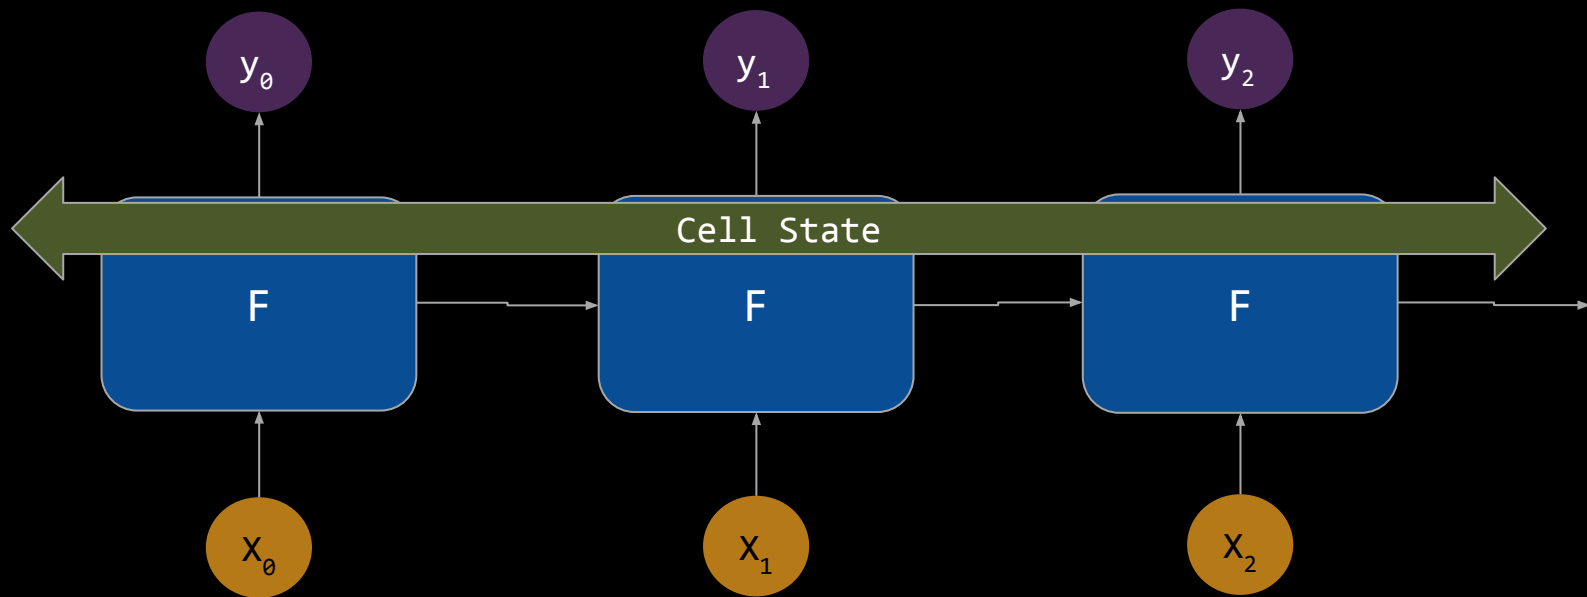 y₀ y₁ y₂
Cell State
F F F
X₀ X₁ X₂